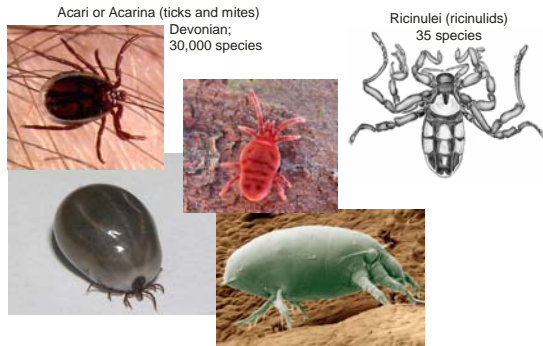 Acari or Acarina (ticks and mites)
Devonian;
30,000 species
Ricinulei (ricinulids)
35 species